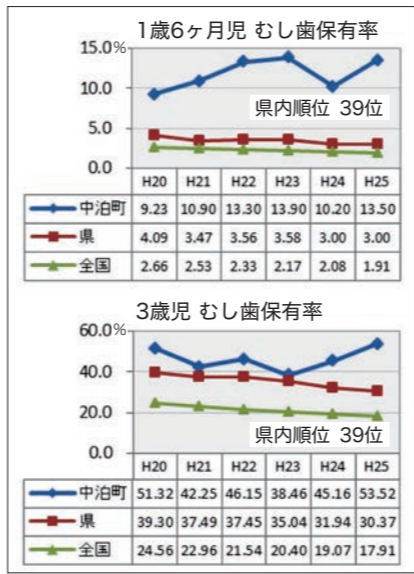 1歳6ヶ月児 むし歯保有率
15.0%
10.0
5.0
0.0
県内順位 39位
H20 H21 H22 H23 H24 H25
中泊町 9.23 10.90 13.30 13.90 10.20 13.50
県 4.09 3.47 3.56 3.58 3.00 3.00
全国 2.66 2.53 2.33 2.17 2.08 1.91
3歳児 むし歯保有率
60.0%
40.0
20.0
0.0
県内順位 39位
H20 H21 H22 H23 H24 H25
中泊町 51.32 42.25 46.15 38.46 45.16 53.52
県 39.30 37.49 37.45 35.04 31.94 30.37
全国 24.56 22.96 21.54 20.40 19.07 17.91